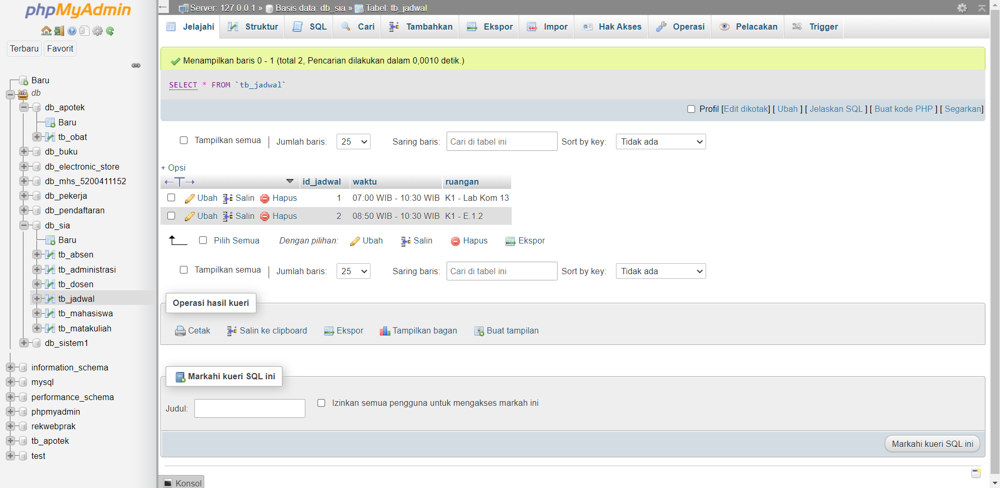 phpMyAdmin
Terbaru Favorit
Baru
db
db_apotek
Baru
tb_obat
db_buku
db_electronic_store
db_mhs_5200411152
db_pekerja
db_pendaftaran
db_sia
Baru
tb_absen
tb_administrasi
tb_dosen
tb_jadwal
tb_mahasiswa
tb_matakuliah
db_sistem1
information_schema
mysql
performance_schema
phpmyadmin
rekwebprak
tb_apotek
test
Server: 127.0.0.1 » Basis data: db_sia » Tabel: tb_jadwal
Jelajahi Struktur SQL Cari Tambahkan Ekspor Impor Hak Akses Operasi Pelacakan Trigger
Menampilkan baris 0 - 1 (total 2, Pencarian dilakukan dalam 0,0010 detik.)
SELECT * FROM `tb_jadwal`
Profil [Edit dikotak] [ Ubah ] [ Jelaskan SQL ] [ Buat kode PHP ] [ Segarkan]
Tampilkan semua | Jumlah baris: 25 Saring baris: Cari di tabel ini Sort by key: Tidak ada
+ Opsi
←T→ id_jadwal waktu ruangan
Ubah Salin Hapus 1 07:00 WIB - 10:30 WIB K1 - Lab Kom 13
Ubah Salin Hapus 2 08:50 WIB - 10:30 WIB K1 - E.1.2
Pilih Semua Dengan pilihan: Ubah Salin Hapus Ekspor
Tampilkan semua | Jumlah baris: 25 Saring baris: Cari di tabel ini Sort by key: Tidak ada
Operasi hasil kueri
Cetak Salin ke clipboard Ekspor Tampilkan bagan Buat tampilan
Markahi kueri SQL ini
Judul: Izinkan semua pengguna untuk mengakses markah ini
Markahi kueri SQL ini
Konsol